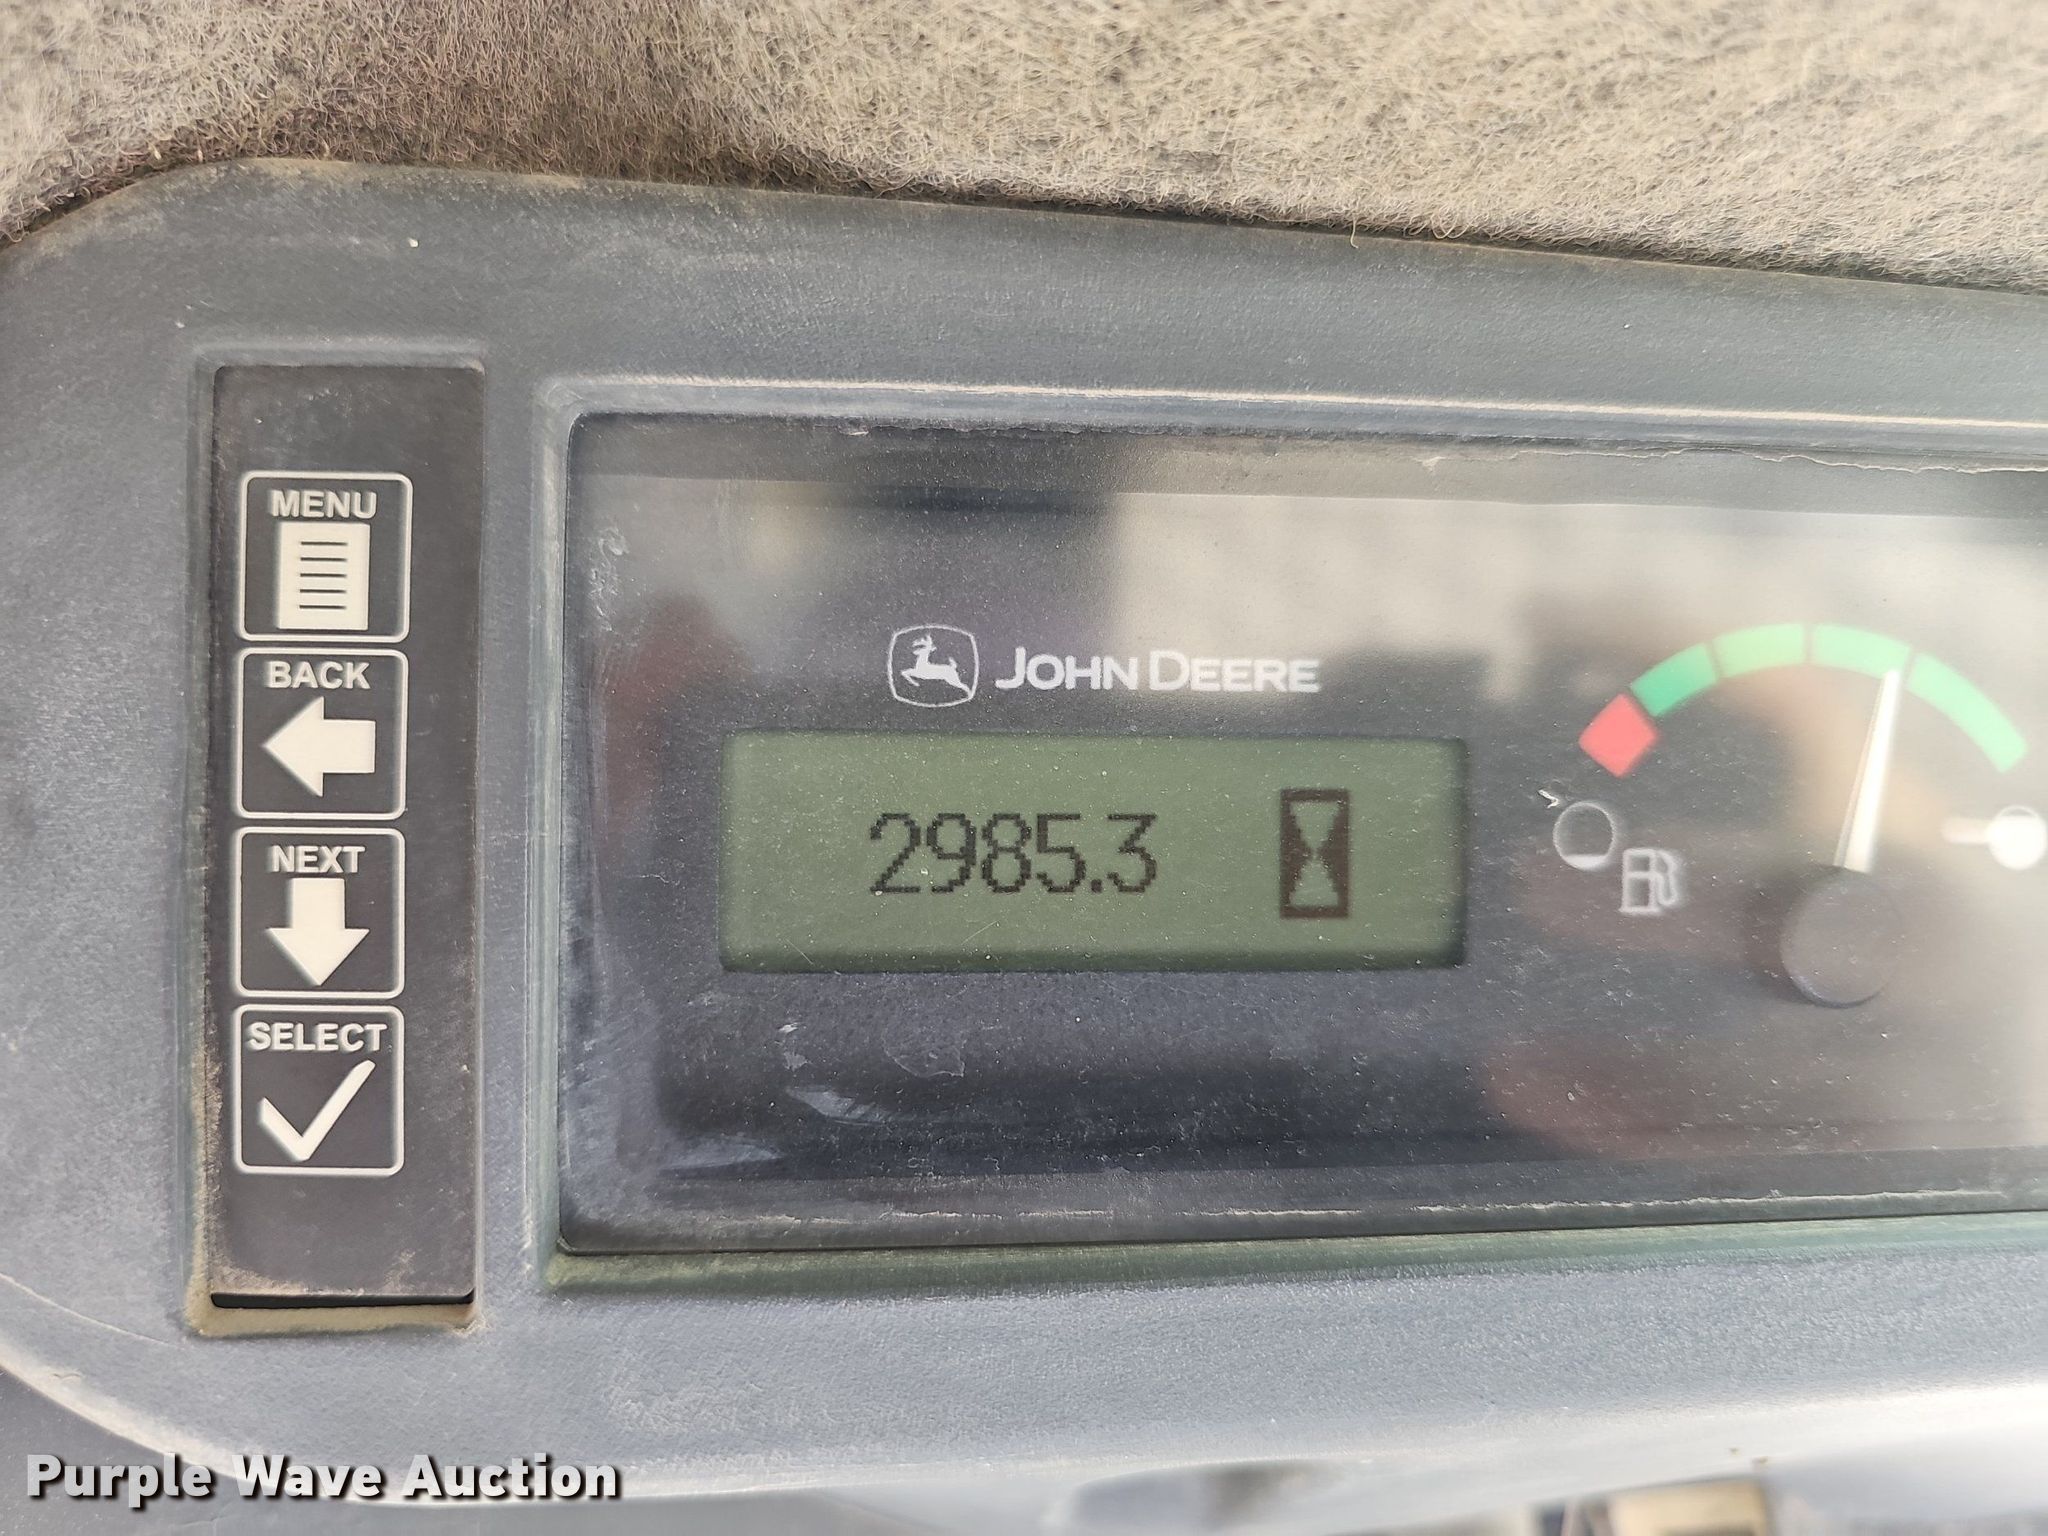 MENU
BACK
NEXT
SELECT
JOHN DEERE
2985.3
Purple Wave Auction